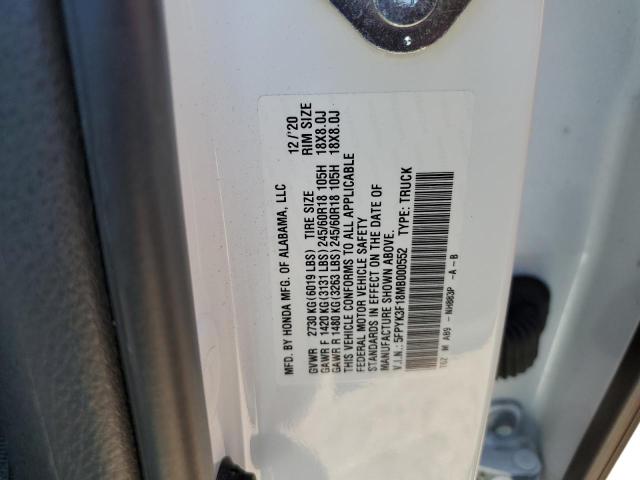 MFD. BY HONDA MFG. OF ALABAMA, LLC 12/'20
GVWR 2730 KG(6019 LBS) TIRE SIZE RIM SIZE
GAWR F 1420 KG(3131 LBS)245/60R18 105H 18X8.0J
GAWR R 1480 KG(3263 LBS)245/60R18 105H 18X8.0J
THIS VEHICLE CONFORMS TO ALL APPLICABLE
FEDERAL MOTOR VEHICLE SAFETY
STANDARDS IN EFFECT ON THE DATE OF
MANUFACTURE SHOWN ABOVE.
V.I.N.: 5FPYK3F18MB000552 TYPE: TRUCK
M AB9 - NH883P -A-B